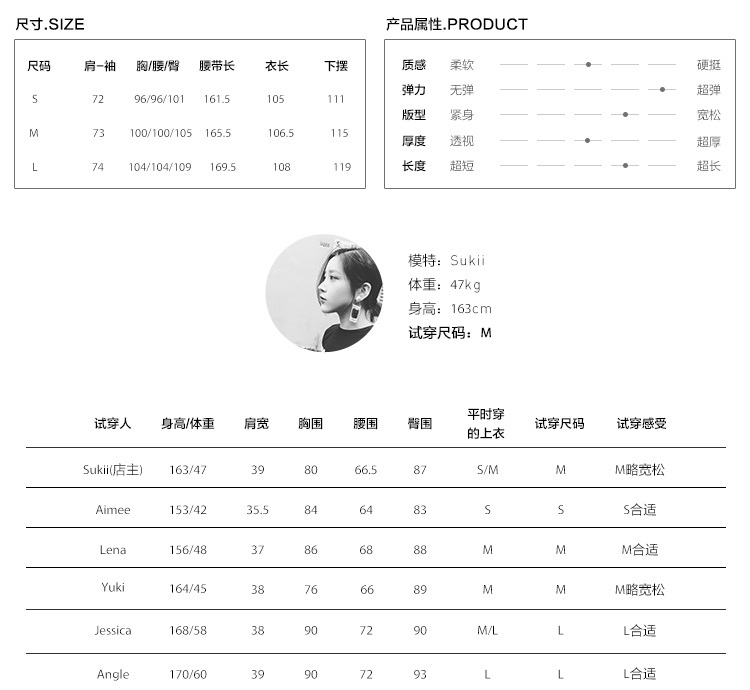 尺寸.SIZE
尺码 肩-袖 胸/腰/臀 腰带长 衣长 下摆
S 72 96/96/101 161.5 105 111
M 73 100/100/105 165.5 106.5 115
L 74 104/104/109 169.5 108 119
产品属性.PRODUCT
质感 柔软 硬挺
弹力 无弹 超弹
版型 紧身 宽松
厚度 透视 超厚
长度 超短 超长
模特：Sukii
体重：47kg
身高：163cm
试穿尺码：M
试穿人 身高/体重 肩宽 胸围 腰围 臀围 平时穿的上衣 试穿尺码 试穿感受
Sukii(店主) 163/47 39 80 66.5 87 S/M M M略宽松
Aimee 153/42 35.5 84 64 83 S S S合适
Lena 156/48 37 86 68 88 M M M合适
Yuki 164/45 38 76 66 89 M M M略宽松
Jessica 168/58 38 90 72 90 M/L L L合适
Angle 170/60 39 90 72 93 L L L合适